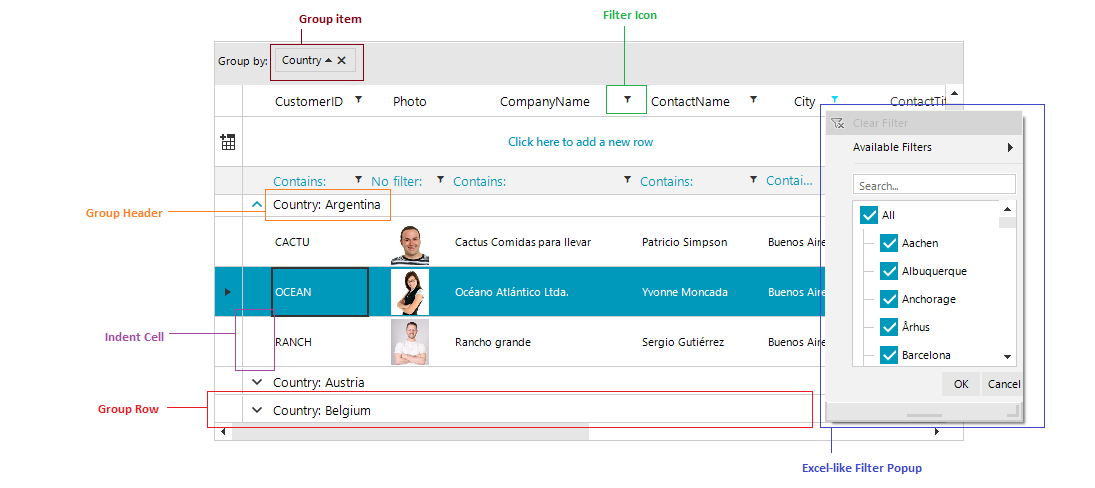 Group item
Filter Icon
Group by: Country
CustomerID Photo CompanyName ContactName City ContactTit
Clear Filter
Available Filters
Click here to add a new row
Contains: No filter: Contains: Contains: Contai...
Search...
Group Header
Country: Argentina
All
CACTU Cactus Comidas para llevar Patricio Simpson Buenos Aire
Aachen
Albuquerque
OCEAN Océano Atlántico Ltda. Yvonne Moncada Buenos Aire
Anchorage
Århus
Indent Cell
RANCH Rancho grande Sergio Gutiérrez Buenos Aire
Barcelona
Country: Austria
OK Cancel
Group Row
Country: Belgium
Excel-like Filter Popup